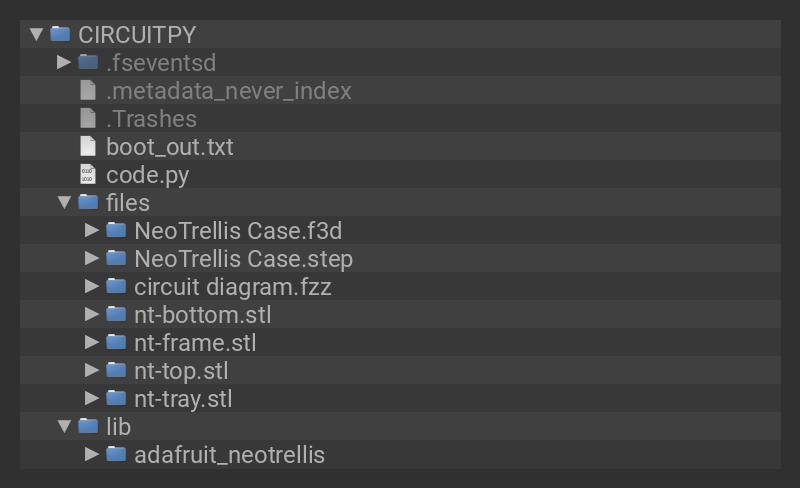 CIRCUITPY
.fseventsd
.metadata_never_index
.Trashes
boot_out.txt
code.py
files
NeoTrellis Case.f3d
NeoTrellis Case.step
circuit diagram.fzz
nt-bottom.stl
nt-frame.stl
nt-top.stl
nt-tray.stl
lib
adafruit_neotrellis